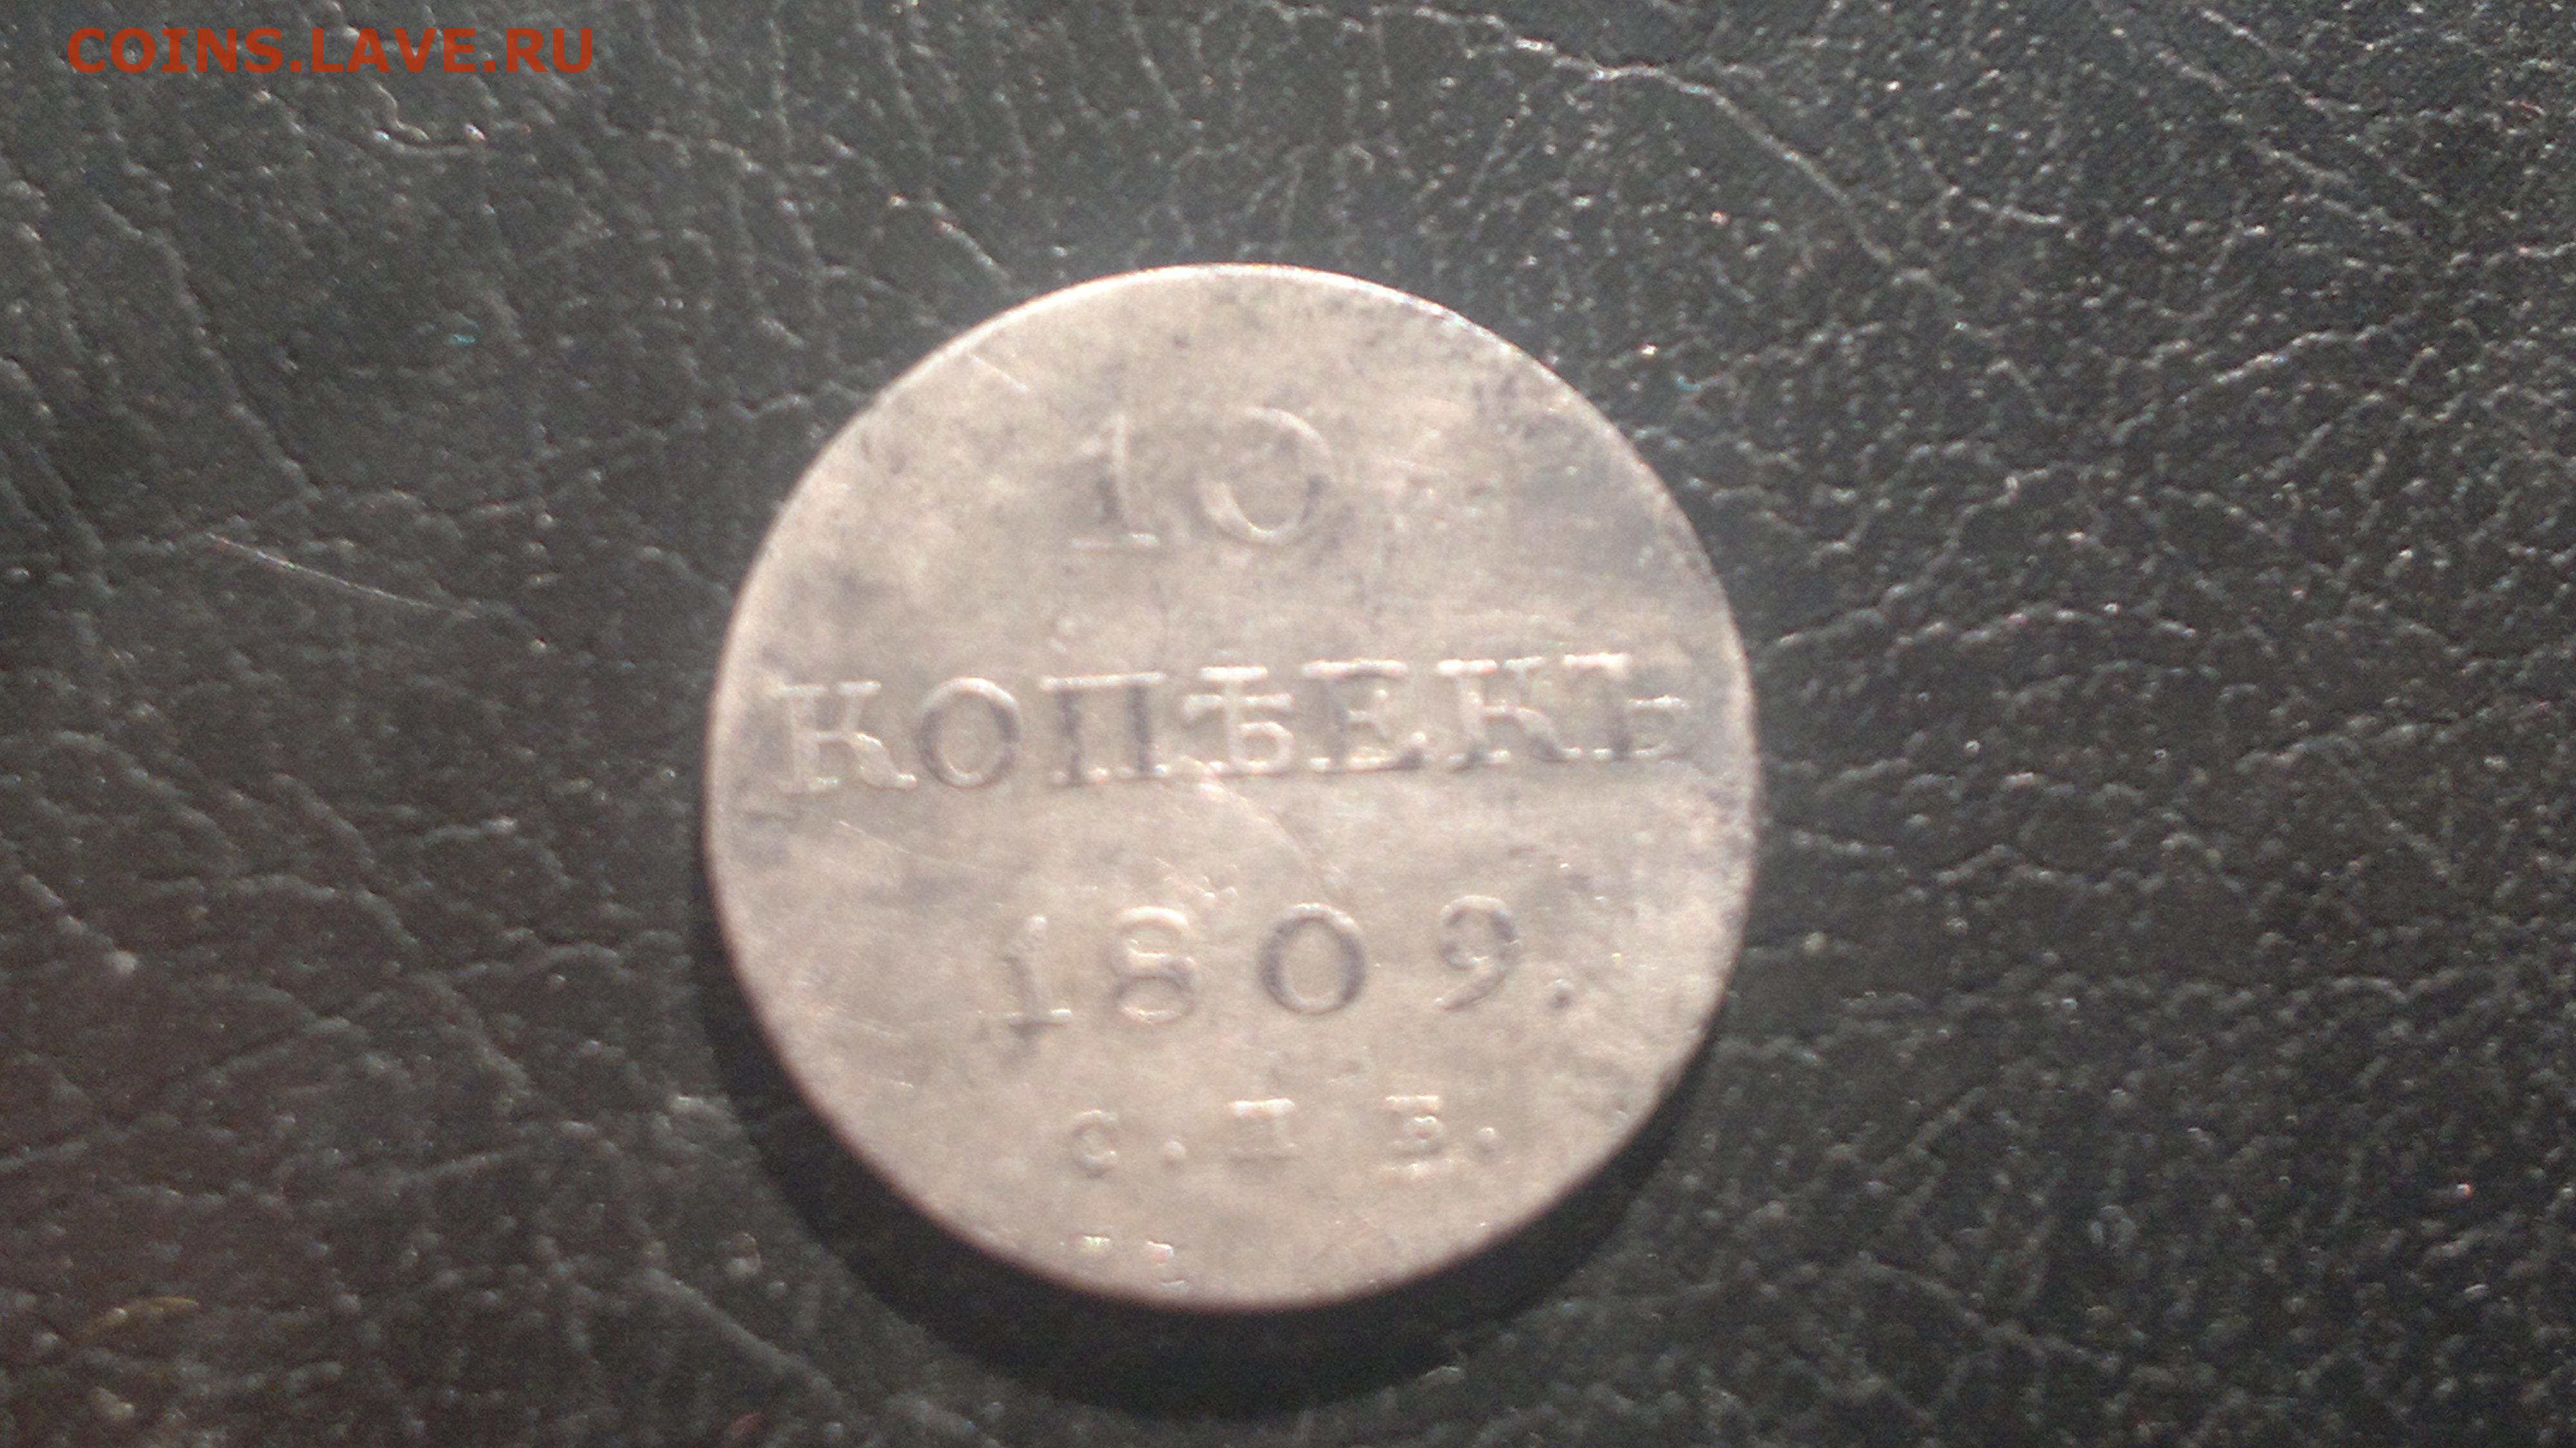 COINS.LAVE.RU
10
КОПѢЕКЪ
1809.
С.П Б.